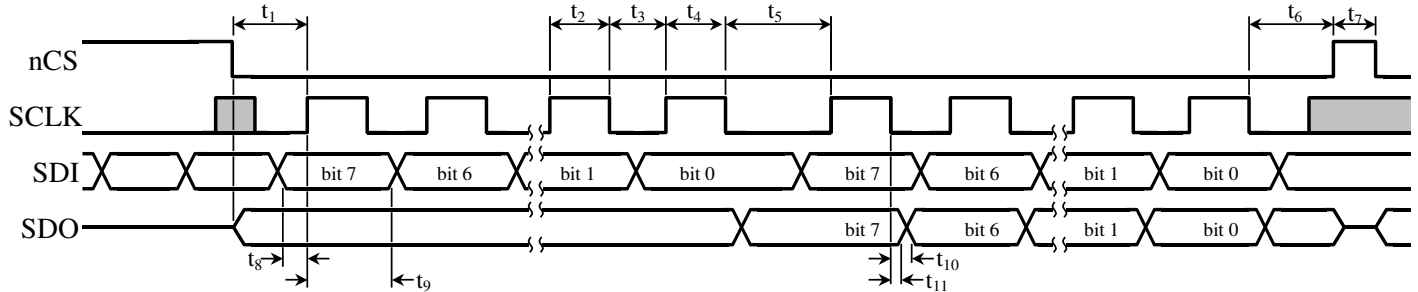 t₁ t₂ t₃ t₄ t₅ t₆ t₇
nCS
SCLK
SDI bit 7 bit 6 bit 1 bit 0 bit 7 bit 6 bit 1 bit 0
SDO bit 7 bit 6 bit 1 bit 0
t₈ t₁₀
t₉ t₁₁